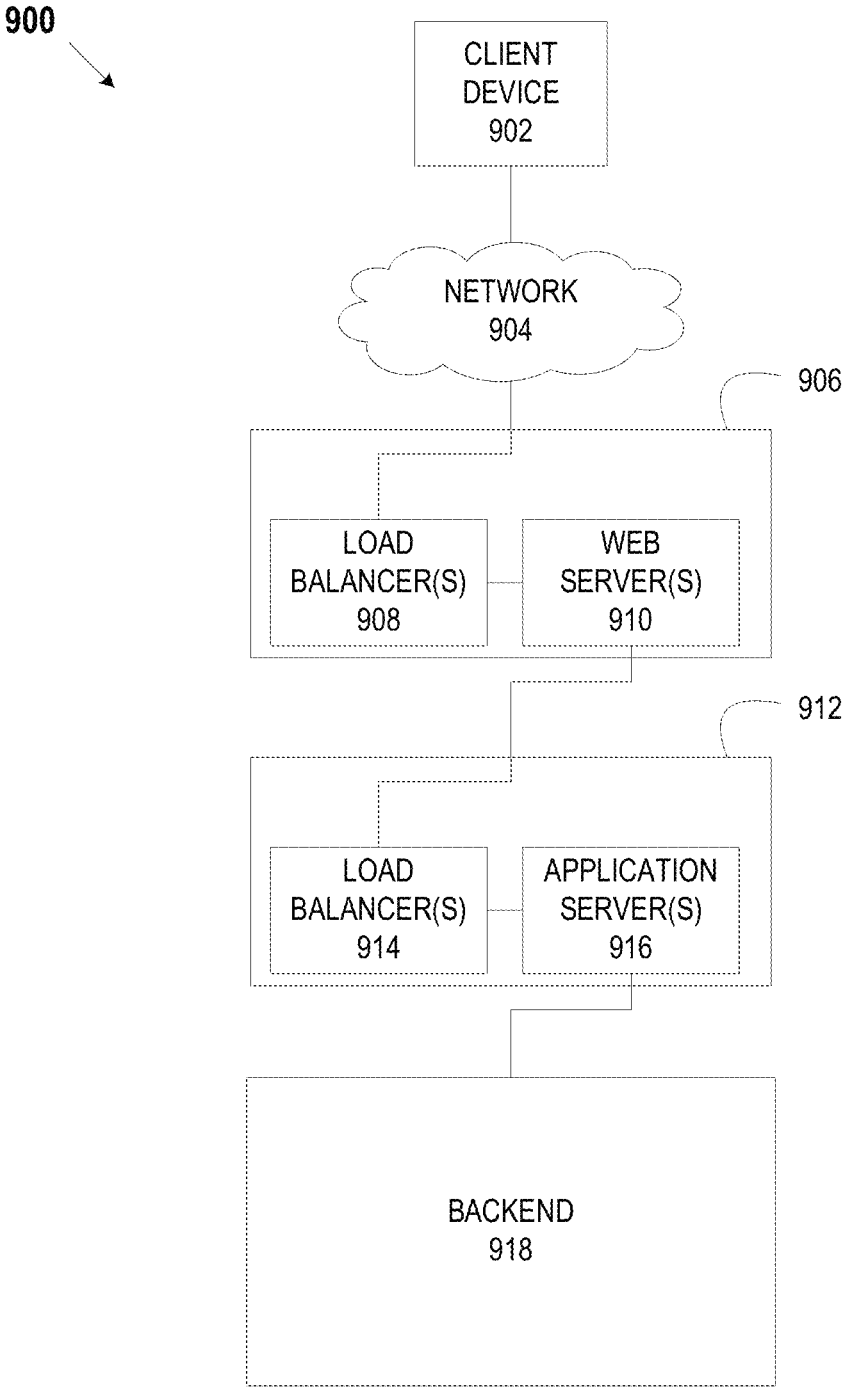 900
CLIENT
DEVICE
902
NETWORK
904
906
LOAD
BALANCER(S)
908
WEB
SERVER(S)
910
912
LOAD
BALANCER(S)
914
APPLICATION
SERVER(S)
916
BACKEND
918